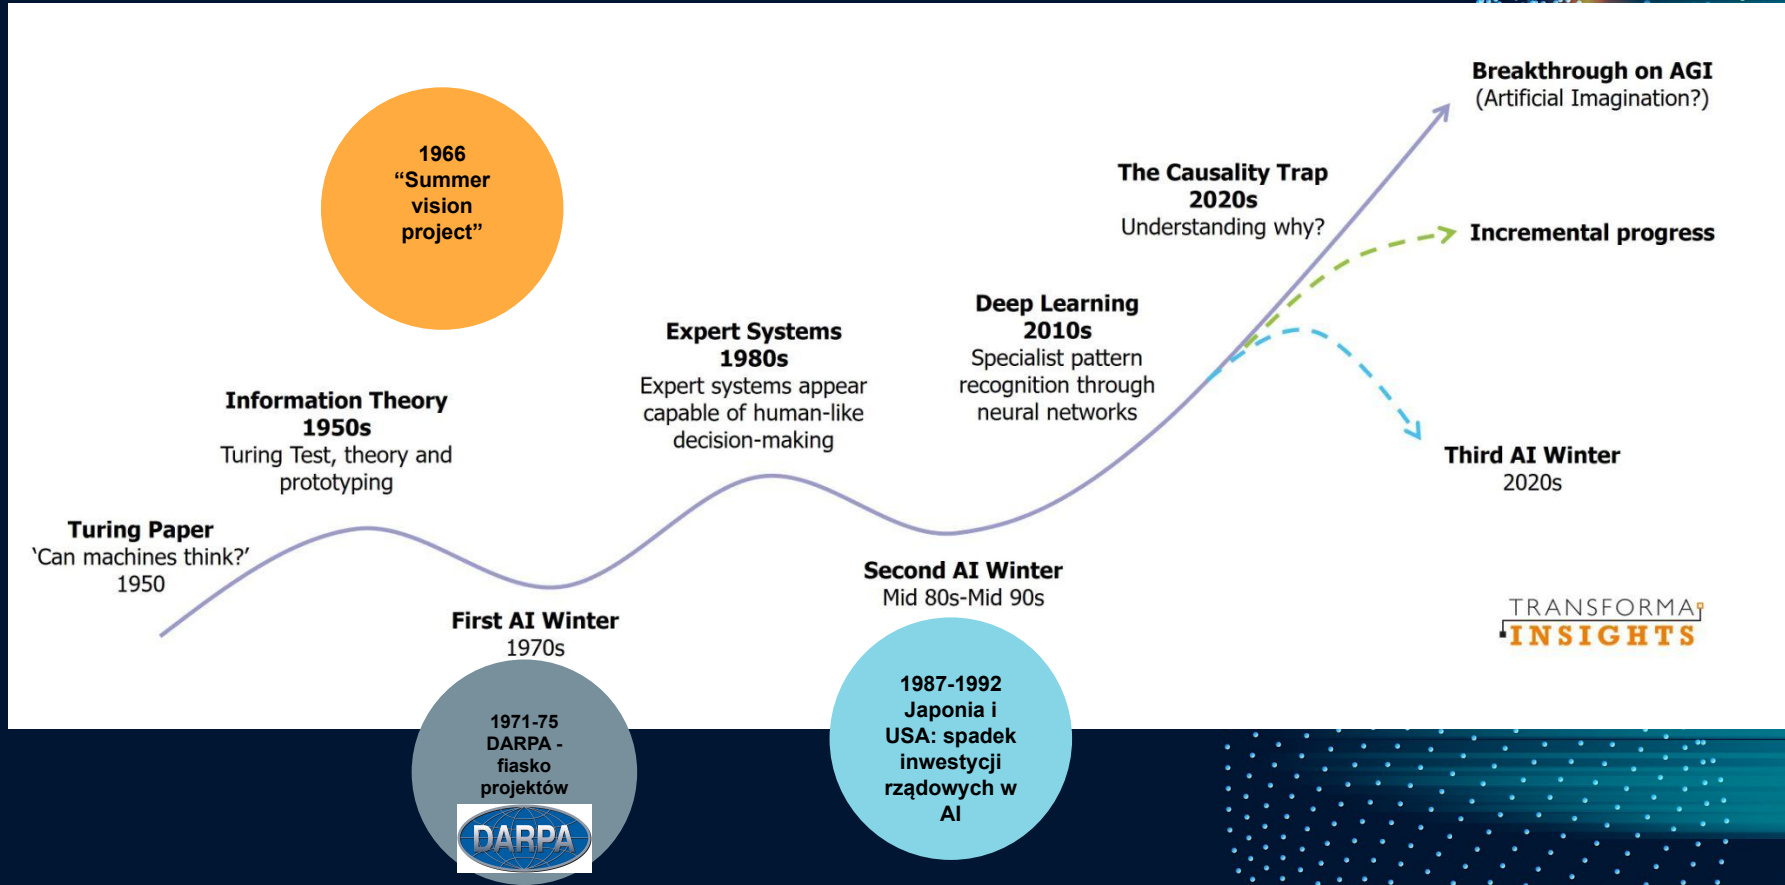 Turing Paper
‘Can machines think?’
1950
Information Theory
1950s
Turing Test, theory and
prototyping
1966
“Summer
vision
project”
First AI Winter
1970s
1971-75
DARPA -
fiasko
projektów
DARPA
Expert Systems
1980s
Expert systems appear
capable of human-like
decision-making
Second AI Winter
Mid 80s-Mid 90s
1987-1992
Japonia i
USA: spadek
inwestycji
rządowych w
AI
Deep Learning
2010s
Specialist pattern
recognition through
neural networks
The Causality Trap
2020s
Understanding why?
Breakthrough on AGI
(Artificial Imagination?)
Incremental progress
Third AI Winter
2020s
TRANSFORMA
INSIGHTS